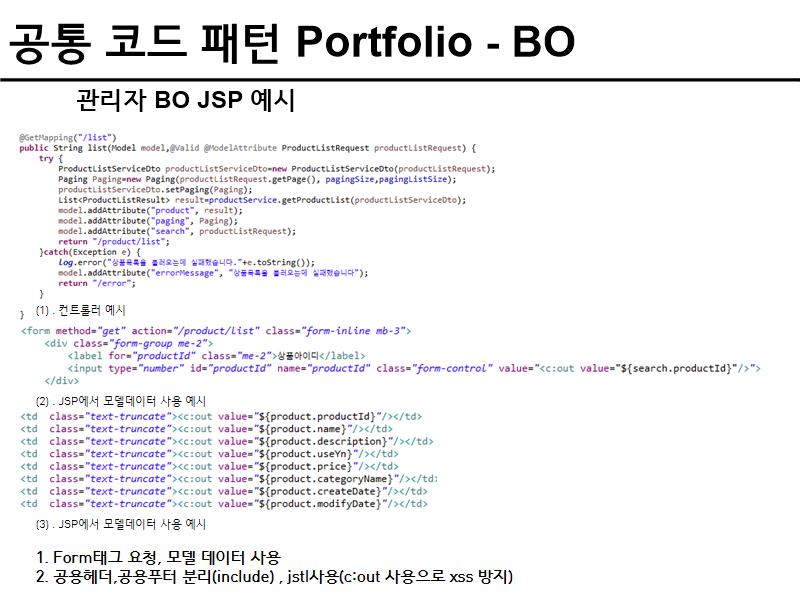 공통 코드 패턴 Portfolio - BO
관리자 BO JSP 예시
@GetMapping("/list")
public String list(Model model,@Valid @ModelAttribute ProductListRequest productListRequest) {
try {
ProductListServiceDto productListServiceDto=new ProductListServiceDto(productListRequest);
Paging Paging=new Paging(productListRequest.getPage(), pagingSize,pagingListSize);
productListServiceDto.setPaging(Paging);
List<ProductListResult> result=productService.getProductList(productListServiceDto);
model.addAttribute("product", result);
model.addAttribute("paging", Paging);
model.addAttribute("search", productListRequest);
return "/product/list";
}catch(Exception e) {
log.error("상품목록을 불러오는데 실패했습니다."+e.toString());
model.addAttribute("errorMessage", "상품목록을 불러오는데 실패했습니다");
return "/error";
}
} (1) . 컨트롤러 예시
<form method="get" action="/product/list" class="form-inline mb-3">
<div class="form-group me-2">
<label for="productId" class="me-2">상품아이디</label>
<input type="number" id="productId" name="productId" class="form-control" value="<c:out value="${search.productId}"/>">
</div>
(2) . JSP에서 모델데이터 사용 예시
<td class="text-truncate"><c:out value="${product.productId}"/></td>
<td class="text-truncate"><c:out value="${product.name}"/></td>
<td class="text-truncate"><c:out value="${product.description}"/></td>
<td class="text-truncate"><c:out value="${product.useYn}"/></td>
<td class="text-truncate"><c:out value="${product.price}"/></td>
<td class="text-truncate"><c:out value="${product.categoryName}"/></td>
<td class="text-truncate"><c:out value="${product.createDate}"/></td>
<td class="text-truncate"><c:out value="${product.modifyDate}"/></td>
(3) . JSP에서 모델데이터 사용 예시
1. Form태그 요청, 모델 데이터 사용
2. 공용헤더,공용푸터 분리(include) , jstl사용(c:out 사용으로 xss 방지)